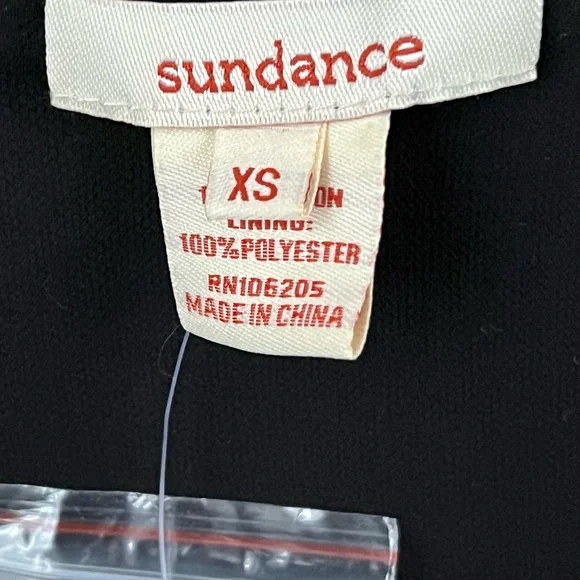 sundance
XS
LINING:
100%POLYESTER
RN106205
MADE IN CHINA